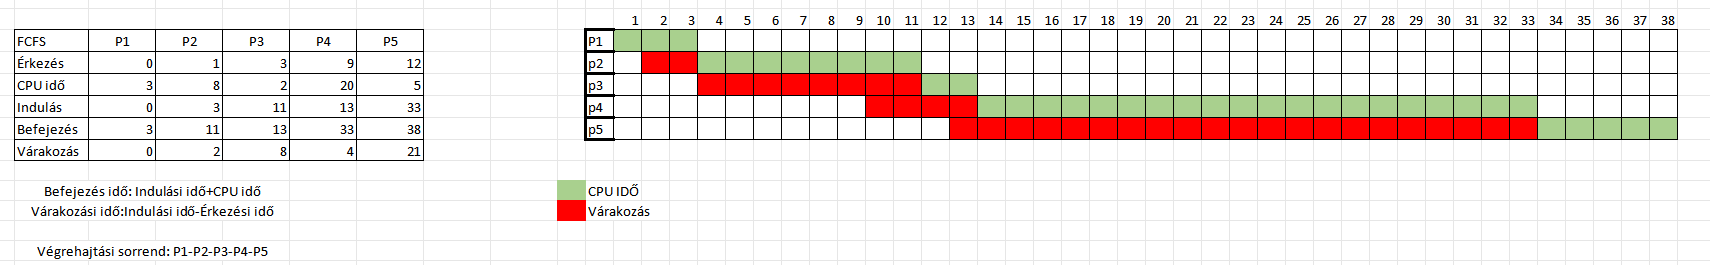 1 2 3 4 5 6 7 8 9 10 11 12 13 14 15 16 17 18 19 20 21 22 23 24 25 26 27 28 29 30 31 32 33 34 35 36 37 38
FCFS P1 P2 P3 P4 P5
Érkezés 0 1 3 9 12
CPU idő 3 8 2 20 5
Indulás 0 3 11 13 33
Befejezés 3 11 13 33 38
Várakozás 0 2 8 4 21
P1
p2
p3
p4
p5
Befejezés idő: Indulási idő+CPU idő
Várakozási idő:Indulási idő-Érkezési idő
CPU IDŐ
Várakozás
Végrehajtási sorrend: P1-P2-P3-P4-P5